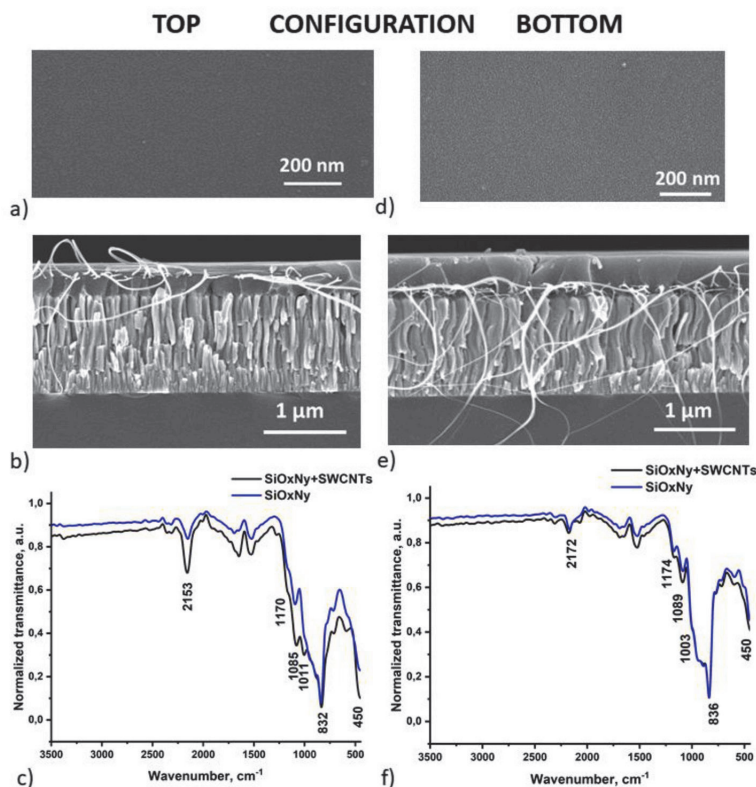 TOP CONFIGURATION BOTTOM
200 nm
a)
200 nm
d)
1 µm
b)
1 µm
e)
SiOxNy+SWCNTs
SiOxNy
1,0
0,8
0,6
0,4
0,2
0,0
Normalized transmittance, a.u.
2153
1170
1085
1011
832
450
3500 3000 2500 2000 1500 1000 500
Wavenumber, cm-1
c)
SiOxNy+SWCNTs
SiOxNy
1,0
0,8
0,6
0,4
0,2
0,0
Normalized transmittance, a.u.
2172
1174
1089
1003
836
450
3500 3000 2500 2000 1500 1000 500
Wavenumber, cm-1
f)